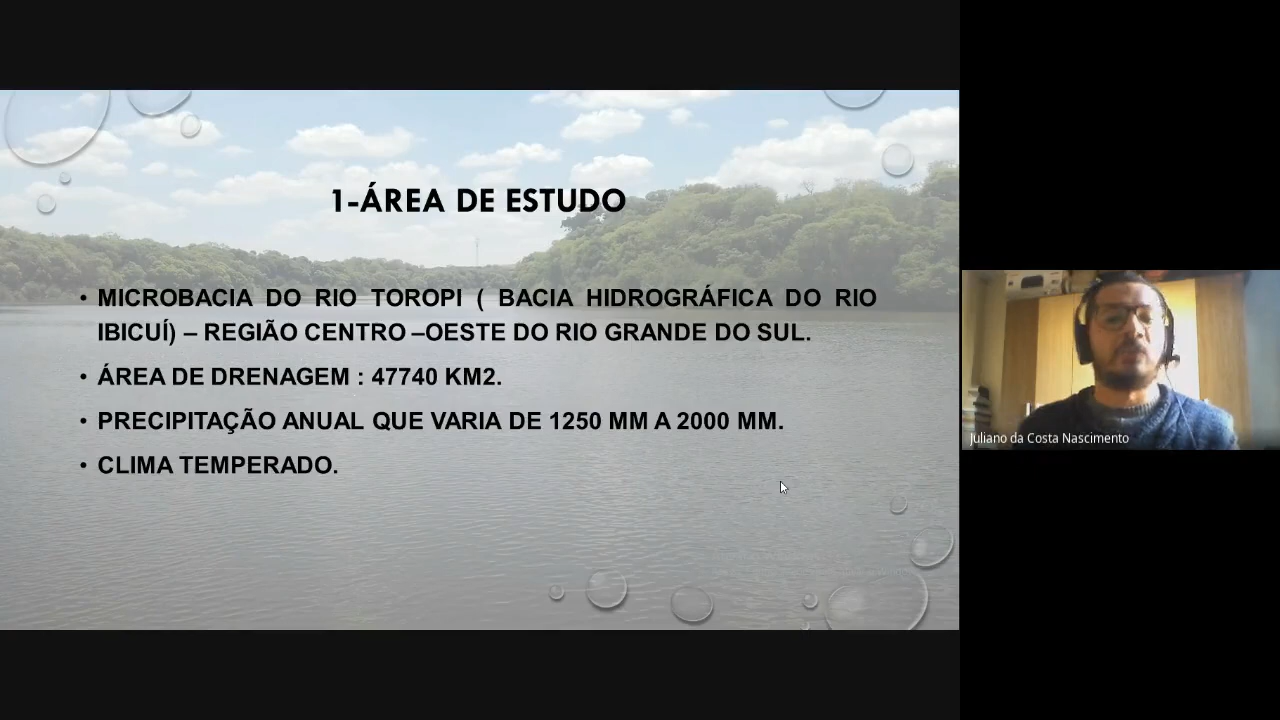 1-ÁREA DE ESTUDO
• MICROBACIA DO RIO TOROPI ( BACIA HIDROGRÁFICA DO RIO
IBICUÍ) – REGIÃO CENTRO –OESTE DO RIO GRANDE DO SUL.
• ÁREA DE DRENAGEM : 47740 KM2.
• PRECIPITAÇÃO ANUAL QUE VARIA DE 1250 MM A 2000 MM.
• CLIMA TEMPERADO.
Juliano da Costa Nascimento